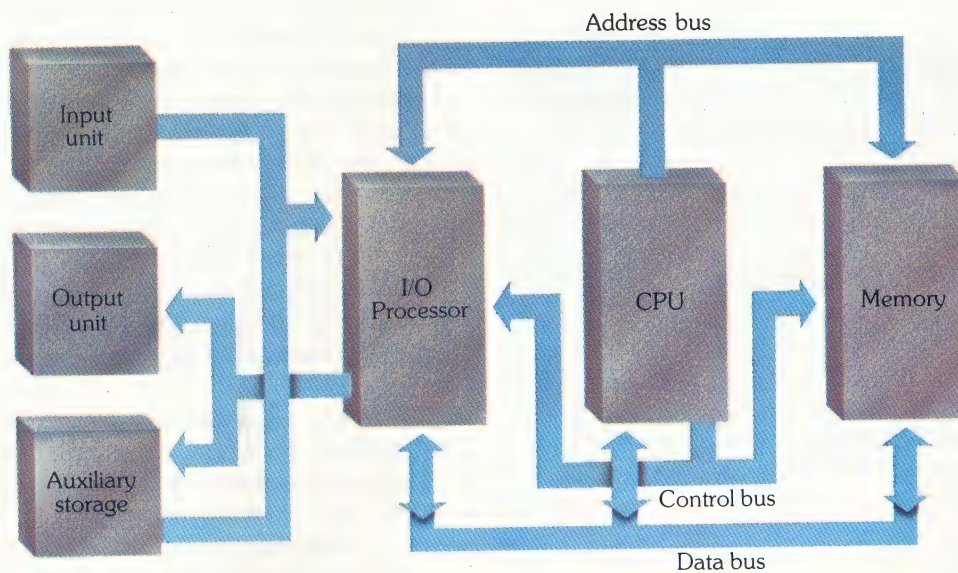 Address bus
Input
unit
Output
unit
Auxiliary
storage
I/O
Processor
CPU
Memory
Control bus
Data bus